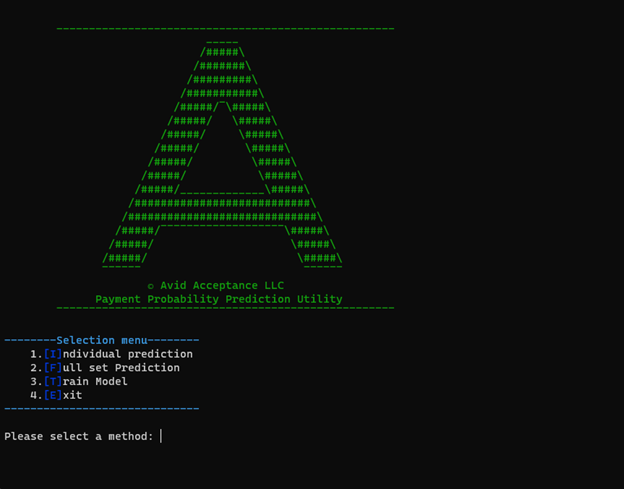 © Avid Acceptance LLC
Payment Probability Prediction Utility
--------Selection menu--------
1.[I]ndividual prediction
2.[F]ull set Prediction
3.[T]rain Model
4.[E]xit
Please select a method: